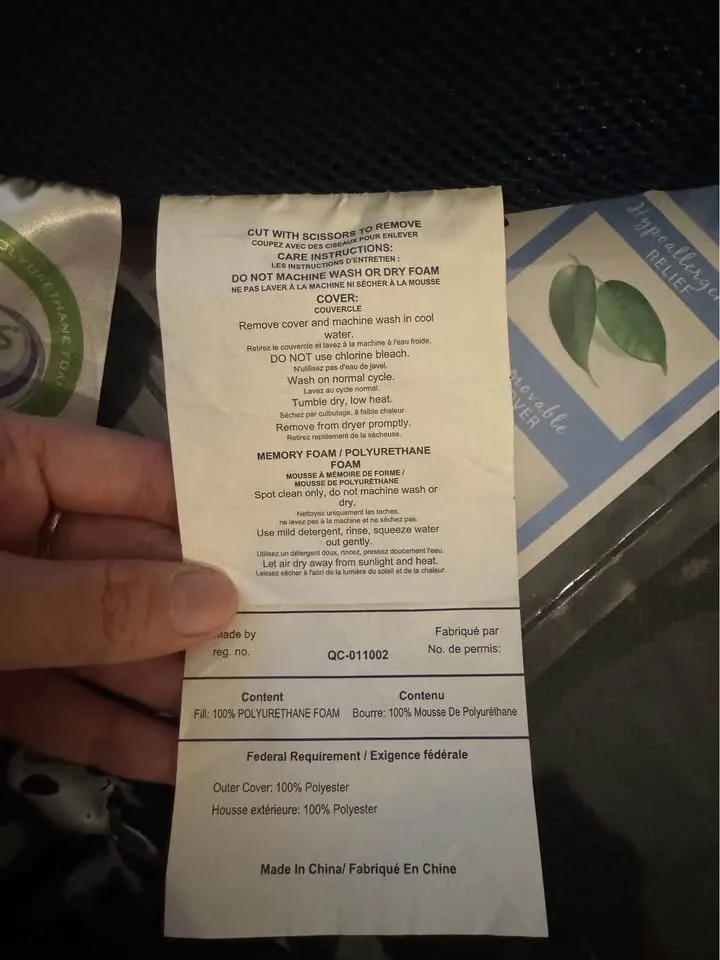 CUT WITH SCISSORS TO REMOVE
COUPEZ AVEC DES CISEAUX POUR ENLEVER
CARE INSTRUCTIONS:
LES INSTRUCTIONS D'ENTRETIEN :
DO NOT MACHINE WASH OR DRY FOAM
NE PAS LAVER À LA MACHINE NI SÉCHER À LA MOUSSE
COVER:
COUVERCLE
Remove cover and machine wash in cool
water.
Retirez le couvercle et lavez à la machine à l'eau froide.
DO NOT use chlorine bleach.
N'utilisez pas d'eau de javel.
Wash on normal cycle.
Lavez au cycle normal.
Tumble dry, low heat.
Séchez par culbutage, à faible chaleur.
Remove from dryer promptly.
Retirez rapidement de la sécheuse.
MEMORY FOAM / POLYURETHANE
FOAM
MOUSSE À MÉMOIRE DE FORME /
MOUSSE DE POLYURÉTHANE
Spot clean only, do not machine wash or
dry.
Nettoyez uniquement les taches,
ne lavez pas à la machine et ne séchez pas.
Use mild detergent, rinse, squeeze water
out gently.
Utilisez un détergent doux, rincez, pressez doucement l'eau.
Let air dry away from sunlight and heat.
Laissez sécher à l'abri de la lumière du soleil et de la chaleur.
Made by
reg. no.
QC-011002
Fabriqué par
No. de permis:
Content
Fill: 100% POLYURETHANE FOAM
Contenu
Bourre: 100% Mousse De Polyuréthane
Federal Requirement / Exigence fédérale
Outer Cover: 100% Polyester
Housse extérieure: 100% Polyester
Made In China/ Fabriqué En Chine
RELIEF